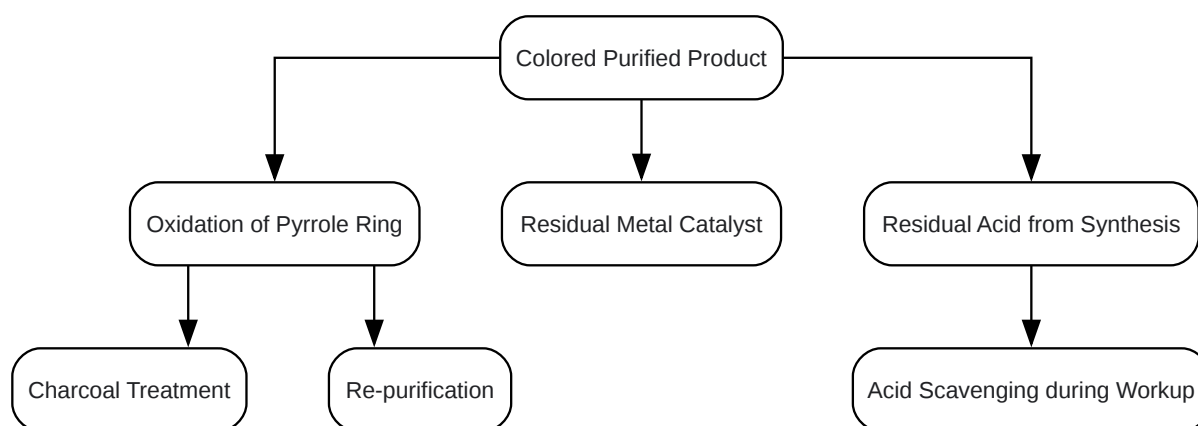 Colored Purified Product
Oxidation of Pyrrole Ring
Residual Metal Catalyst
Residual Acid from Synthesis
Charcoal Treatment
Re-purification
Acid Scavenging during Workup